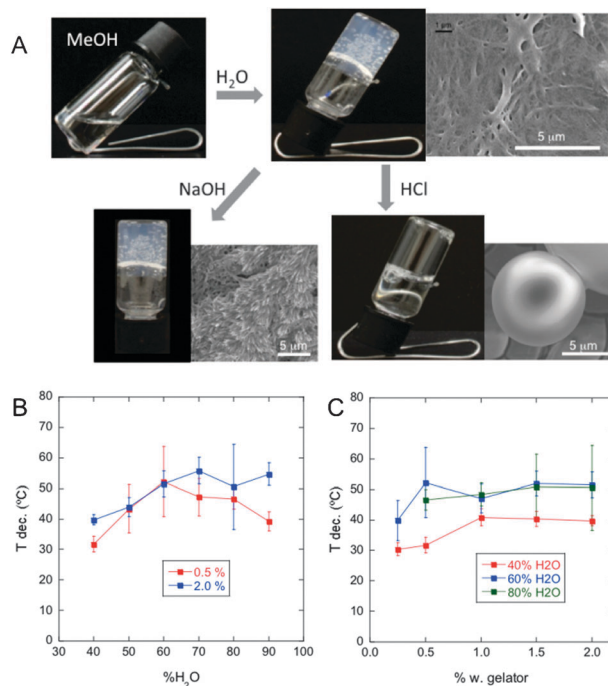 A
MeOH
H₂O
1 μm
5 μm
NaOH
HCl
5 μm
5 μm
B
80
70
60
50
40
30
20
10
0
T dec. (ºC)
0.5 %
2.0 %
30 40 50 60 70 80 90 100
%H₂O
C
80
70
60
50
40
30
20
10
0
T dec. (ºC)
40% H2O
60% H2O
80% H2O
0.0 0.5 1.0 1.5 2.0
% w. gelator